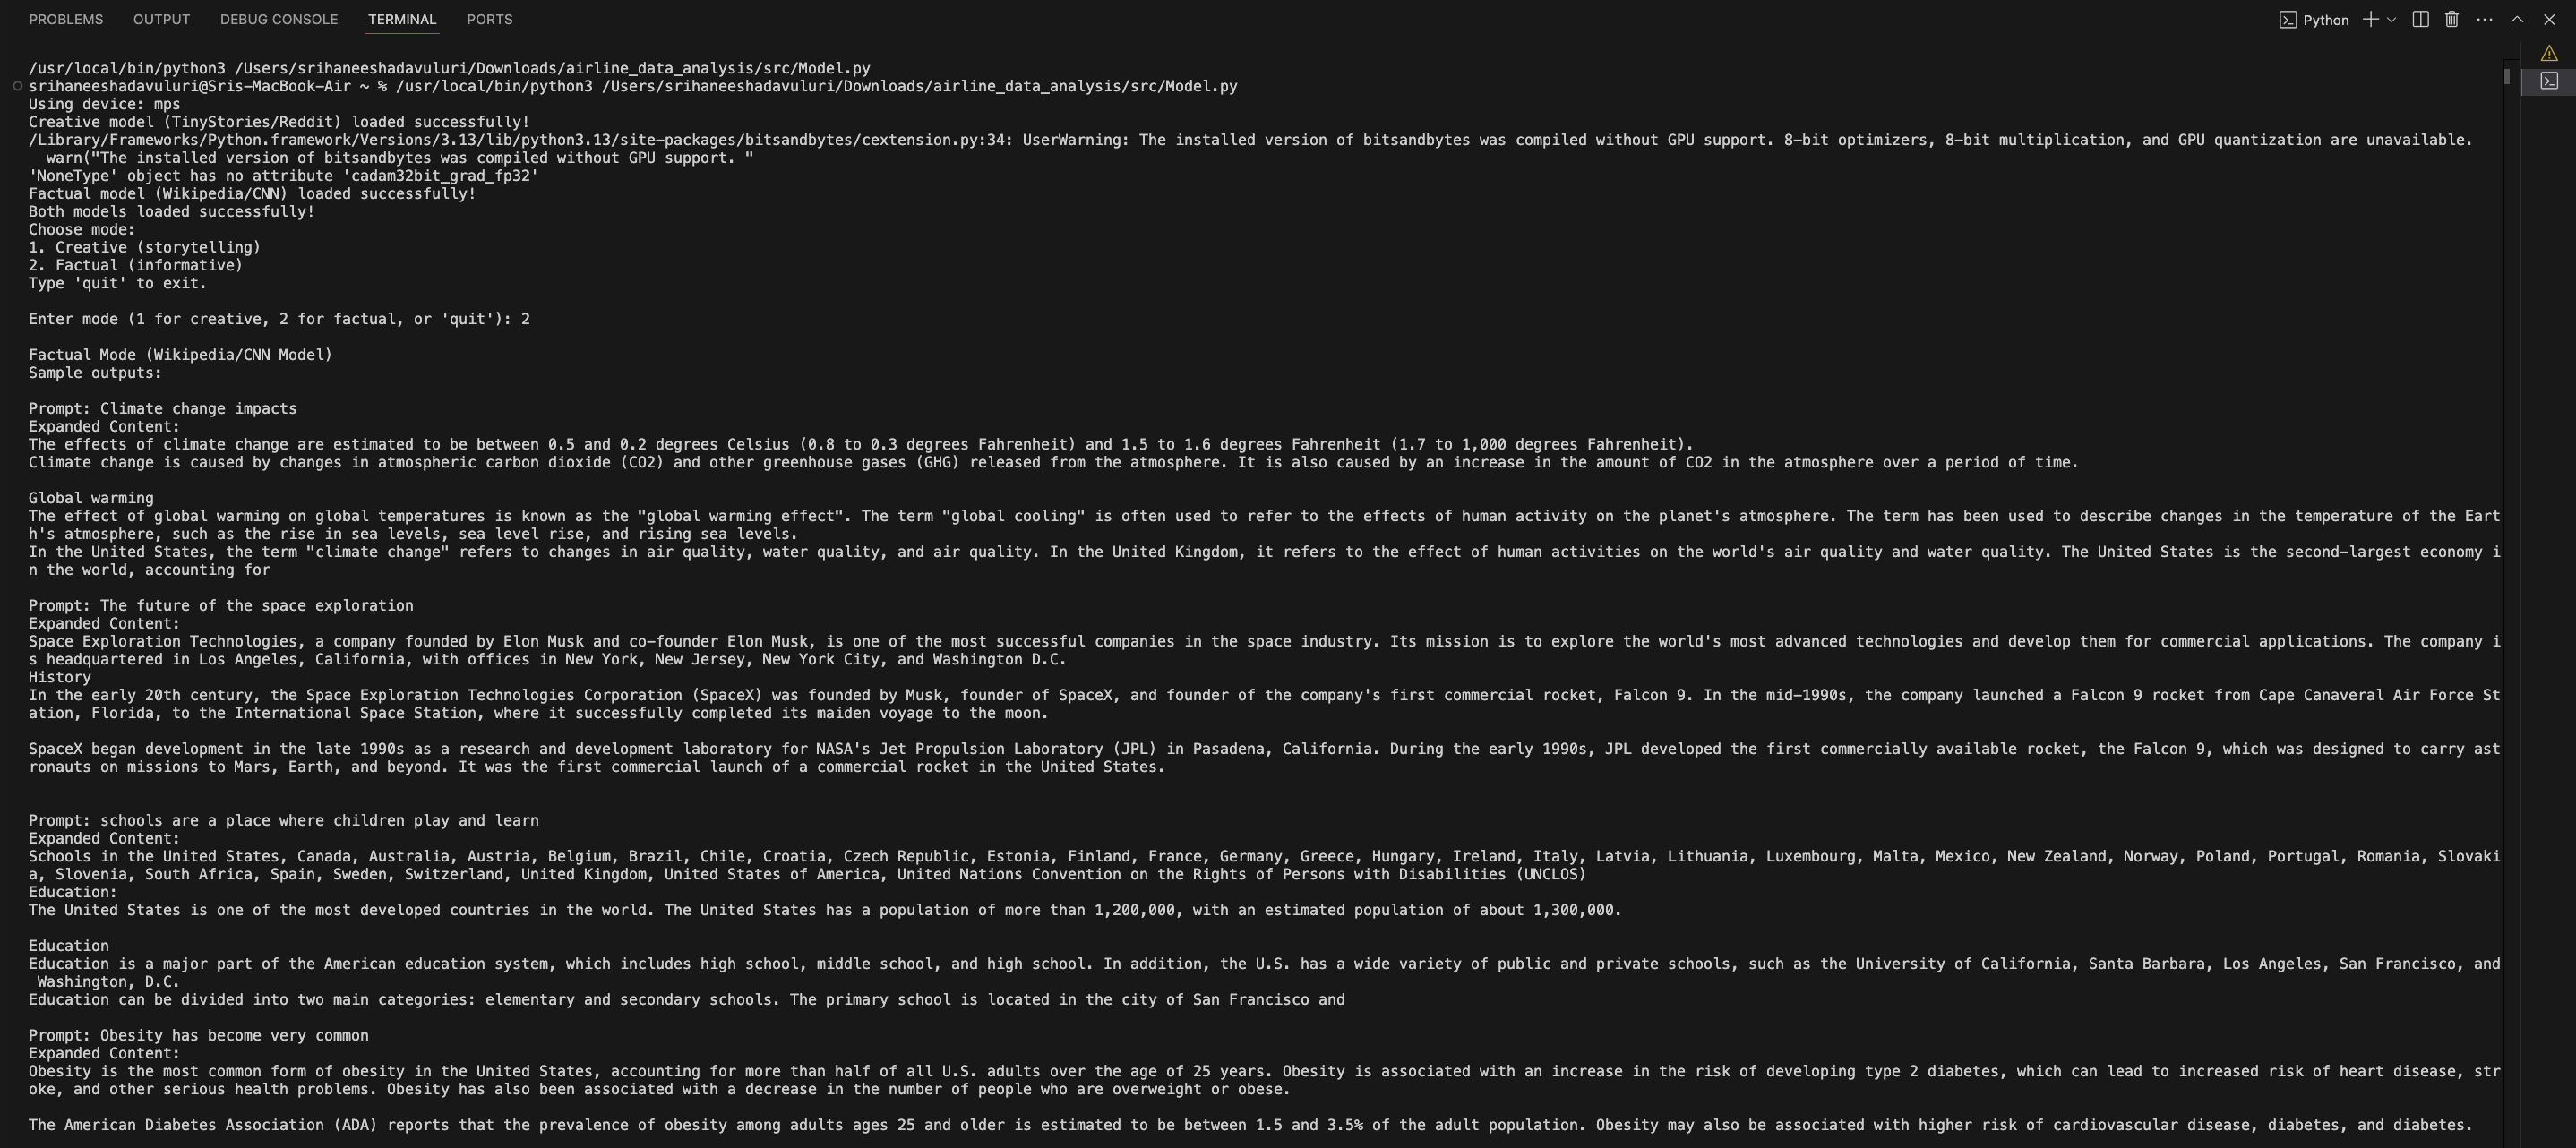 PROBLEMS OUTPUT DEBUG CONSOLE TERMINAL PORTS
Python
/usr/local/bin/python3 /Users/srihaneeshadavuluri/Downloads/airline_data_analysis/src/Model.py
srihaneeshadavuluri@Sris-MacBook-Air ~ % /usr/local/bin/python3 /Users/srihaneeshadavuluri/Downloads/airline_data_analysis/src/Model.py
Using device: mps
Creative model (TinyStories/Reddit) loaded successfully!
/Library/Frameworks/Python.framework/Versions/3.13/lib/python3.13/site-packages/bitsandbytes/cextension.py:34: UserWarning: The installed version of bitsandbytes was compiled without GPU support. 8-bit optimizers, 8-bit multiplication, and GPU quantization are unavailable.
  warn("The installed version of bitsandbytes was compiled without GPU support. "
'NoneType' object has no attribute 'cadam32bit_grad_fp32'
Factual model (Wikipedia/CNN) loaded successfully!
Both models loaded successfully!
Choose mode:
1. Creative (storytelling)
2. Factual (informative)
Type 'quit' to exit.
Enter mode (1 for creative, 2 for factual, or 'quit'): 2
Factual Mode (Wikipedia/CNN Model)
Sample outputs:
Prompt: Climate change impacts
Expanded Content:
The effects of climate change are estimated to be between 0.5 and 0.2 degrees Celsius (0.8 to 0.3 degrees Fahrenheit) and 1.5 to 1.6 degrees Fahrenheit (1.7 to 1,000 degrees Fahrenheit).
Climate change is caused by changes in atmospheric carbon dioxide (CO2) and other greenhouse gases (GHG) released from the atmosphere. It is also caused by an increase in the amount of CO2 in the atmosphere over a period of time.
Global warming
The effect of global warming on global temperatures is known as the "global warming effect". The term "global cooling" is often used to refer to the effects of human activity on the planet's atmosphere. The term has been used to describe changes in the temperature of the Eart
h's atmosphere, such as the rise in sea levels, sea level rise, and rising sea levels.
In the United States, the term "climate change" refers to changes in air quality, water quality, and air quality. In the United Kingdom, it refers to the effect of human activities on the world's air quality and water quality. The United States is the second-largest economy i
n the world, accounting for
Prompt: The future of the space exploration
Expanded Content:
Space Exploration Technologies, a company founded by Elon Musk and co-founder Elon Musk, is one of the most successful companies in the space industry. Its mission is to explore the world's most advanced technologies and develop them for commercial applications. The company i
s headquartered in Los Angeles, California, with offices in New York, New Jersey, New York City, and Washington D.C.
History
In the early 20th century, the Space Exploration Technologies Corporation (SpaceX) was founded by Musk, founder of SpaceX, and founder of the company's first commercial rocket, Falcon 9. In the mid-1990s, the company launched a Falcon 9 rocket from Cape Canaveral Air Force St
ation, Florida, to the International Space Station, where it successfully completed its maiden voyage to the moon.
SpaceX began development in the late 1990s as a research and development laboratory for NASA's Jet Propulsion Laboratory (JPL) in Pasadena, California. During the early 1990s, JPL developed the first commercially available rocket, the Falcon 9, which was designed to carry ast
ronauts on missions to Mars, Earth, and beyond. It was the first commercial launch of a commercial rocket in the United States.
Prompt: schools are a place where children play and learn
Expanded Content:
Schools in the United States, Canada, Australia, Austria, Belgium, Brazil, Chile, Croatia, Czech Republic, Estonia, Finland, France, Germany, Greece, Hungary, Ireland, Italy, Latvia, Lithuania, Luxembourg, Malta, Mexico, New Zealand, Norway, Poland, Portugal, Romania, Slovaki
a, Slovenia, South Africa, Spain, Sweden, Switzerland, United Kingdom, United States of America, United Nations Convention on the Rights of Persons with Disabilities (UNCLOS)
Education:
The United States is one of the most developed countries in the world. The United States has a population of more than 1,200,000, with an estimated population of about 1,300,000.
Education
Education is a major part of the American education system, which includes high school, middle school, and high school. In addition, the U.S. has a wide variety of public and private schools, such as the University of California, Santa Barbara, Los Angeles, San Francisco, and
 Washington, D.C.
Education can be divided into two main categories: elementary and secondary schools. The primary school is located in the city of San Francisco and
Prompt: Obesity has become very common
Expanded Content:
Obesity is the most common form of obesity in the United States, accounting for more than half of all U.S. adults over the age of 25 years. Obesity is associated with an increase in the risk of developing type 2 diabetes, which can lead to increased risk of heart disease, str
oke, and other serious health problems. Obesity has also been associated with a decrease in the number of people who are overweight or obese.
The American Diabetes Association (ADA) reports that the prevalence of obesity among adults ages 25 and older is estimated to be between 1.5 and 3.5% of the adult population. Obesity may also be associated with higher risk of cardiovascular disease, diabetes, and diabetes.